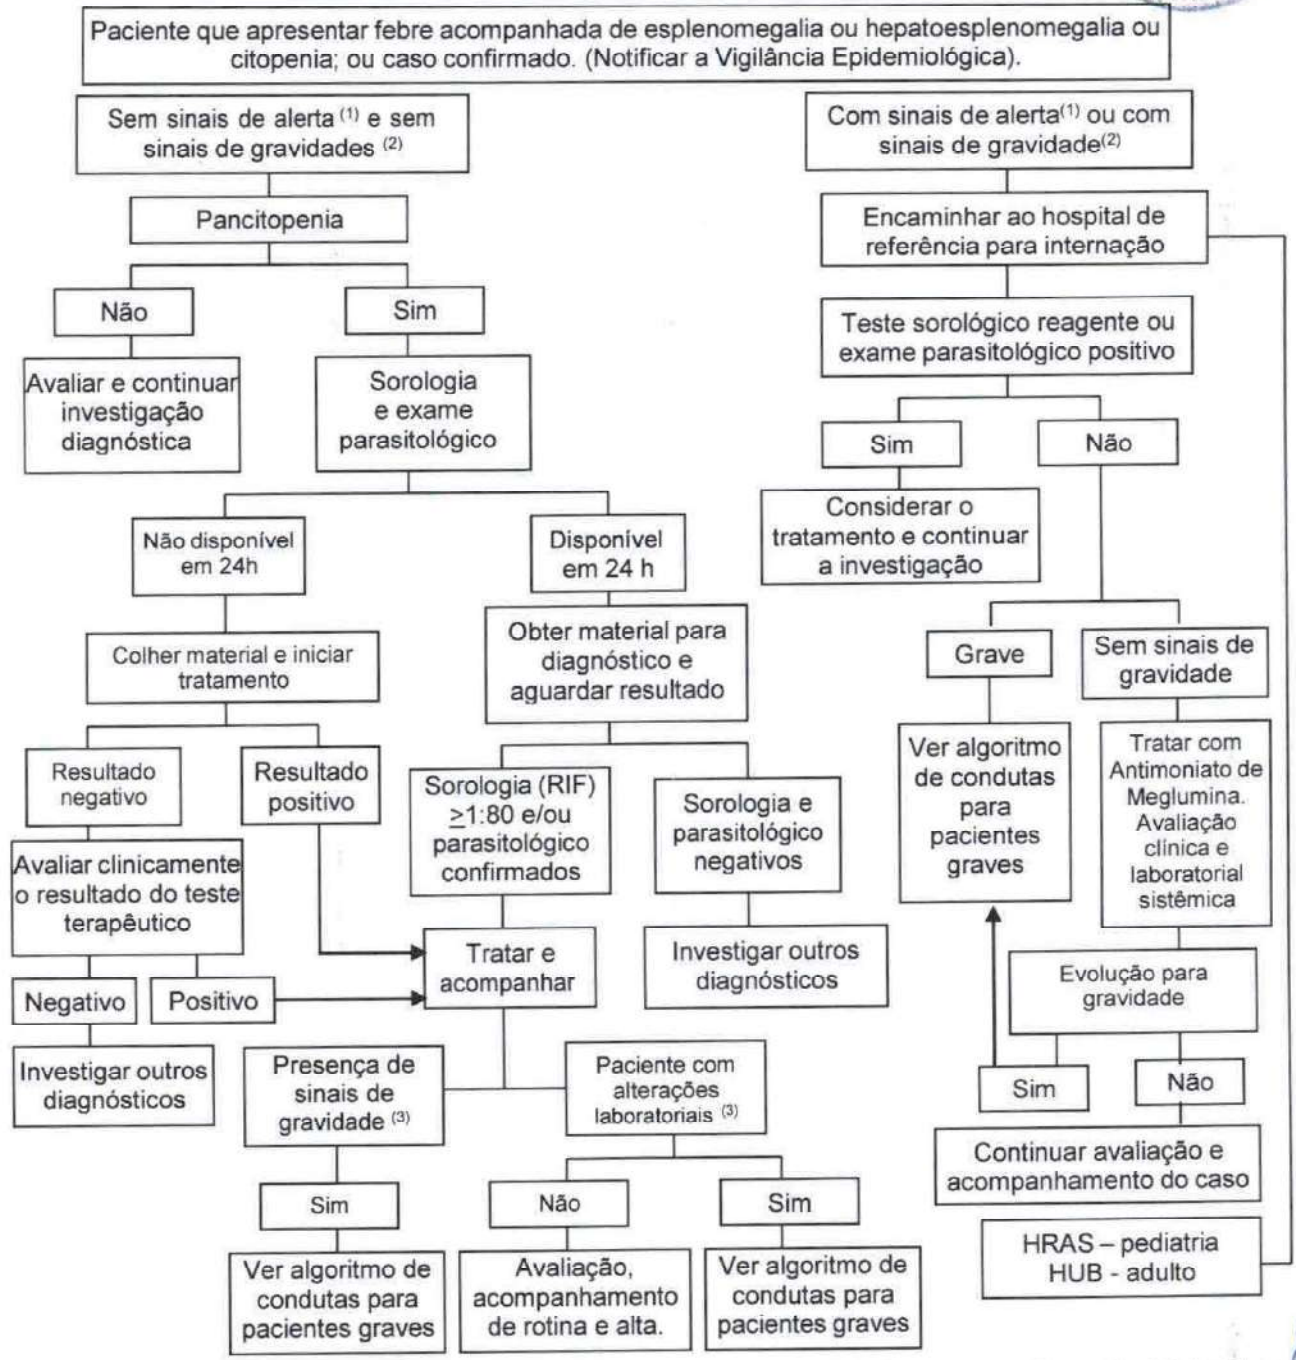 Paciente que apresentar febre acompanhada de esplenomegalia ou hepatoesplenomegalia ou
citopenia; ou caso confirmado. (Notificar a Vigilância Epidemiológica).
Sem sinais de alerta (1) e sem
sinais de gravidades (2)
Com sinais de alerta(1) ou com
sinais de gravidade(2)
Pancitopenia
Encaminhar ao hospital de
referência para internação
Não
Sim
Teste sorológico reagente ou
exame parasitológico positivo
Avaliar e continuar
investigação
diagnóstica
Sorologia
e exame
parasitológico
Sim
Não
Considerar o
tratamento e continuar
a investigação
Não disponível
em 24h
Disponível
em 24 h
Colher material e iniciar
tratamento
Obter material para
diagnóstico e
aguardar resultado
Grave
Sem sinais de
gravidade
Resultado
negativo
Resultado
positivo
Sorologia (RIF)
≥1:80 e/ou
parasitológico
confirmados
Sorologia e
parasitológico
negativos
Ver algoritmo
de condutas
para
pacientes
graves
Tratar com
Antimoniato de
Meglumina.
Avaliação
clínica e
laboratorial
sistêmica
Avaliar clinicamente
o resultado do teste
terapêutico
Tratar e
acompanhar
Investigar outros
diagnósticos
Evolução para
gravidade
Negativo
Positivo
Investigar outros
diagnósticos
Presença de
sinais de
gravidade (3)
Paciente com
alterações
laboratoriais (3)
Sim
Não
Continuar avaliação e
acompanhamento do caso
Sim
Não
Sim
HRAS – pediatria
HUB - adulto
Ver algoritmo de
condutas para
pacientes graves
Avaliação,
acompanhamento
de rotina e alta.
Ver algoritmo de
condutas para
pacientes graves